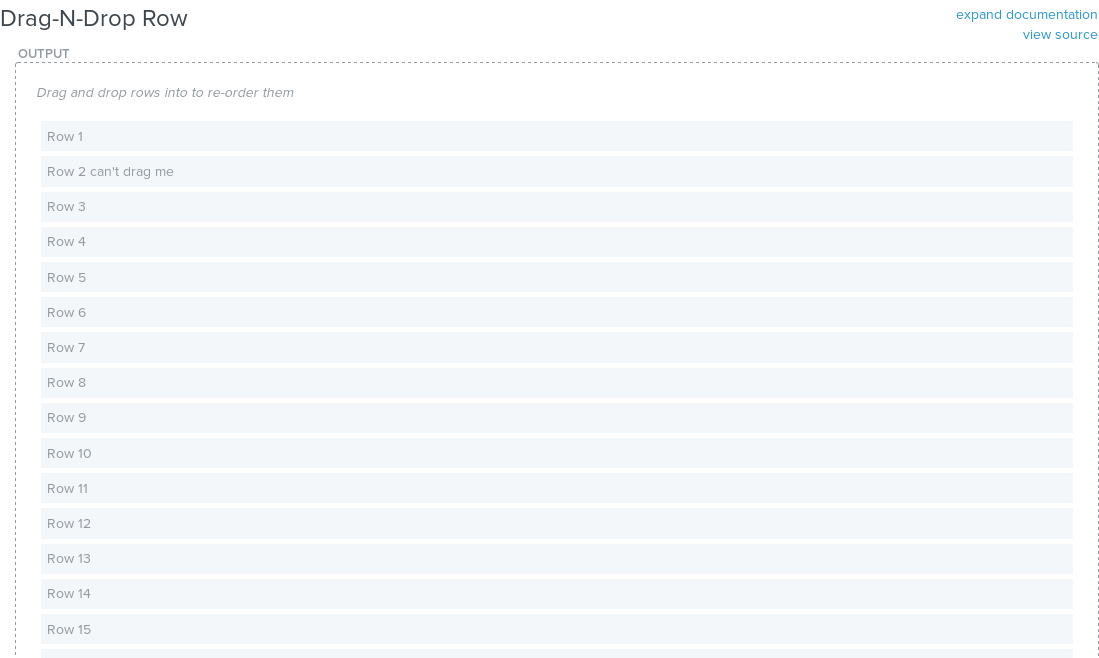 Drag-N-Drop Row
expand documentation
view source
OUTPUT
Drag and drop rows into to re-order them
Row 1
Row 2 can't drag me
Row 3
Row 4
Row 5
Row 6
Row 7
Row 8
Row 9
Row 10
Row 11
Row 12
Row 13
Row 14
Row 15